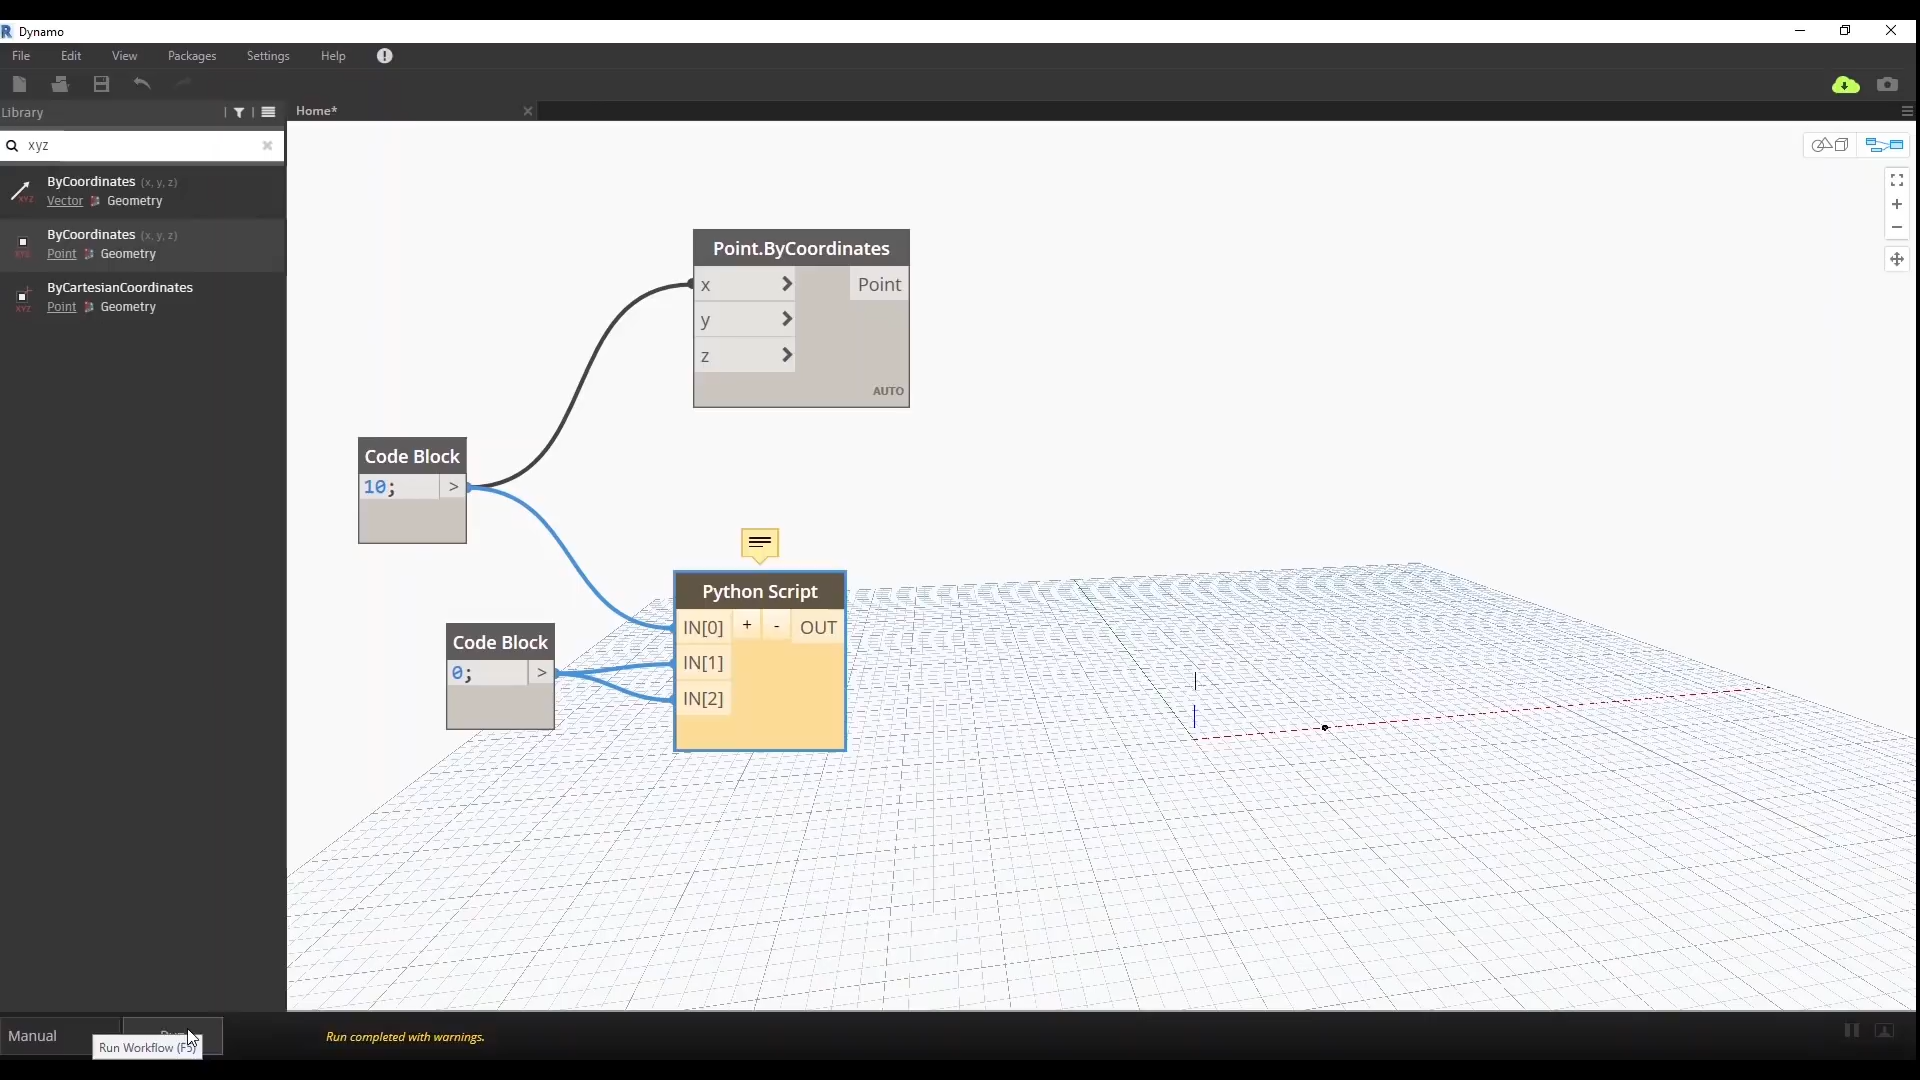 Dynamo
File Edit View Packages Settings Help
Library
Home*
xyz
ByCoordinates (x, y, z)
Vector Geometry
ByCoordinates (x, y, z)
Point Geometry
ByCartesianCoordinates
Point Geometry
Point.ByCoordinates
x > Point
y >
z >
AUTO
Code Block
10; >
Python Script
IN[0] + - OUT
IN[1]
IN[2]
Code Block
0; >
Manual
Run completed with warnings.
Run Workflow (F5)